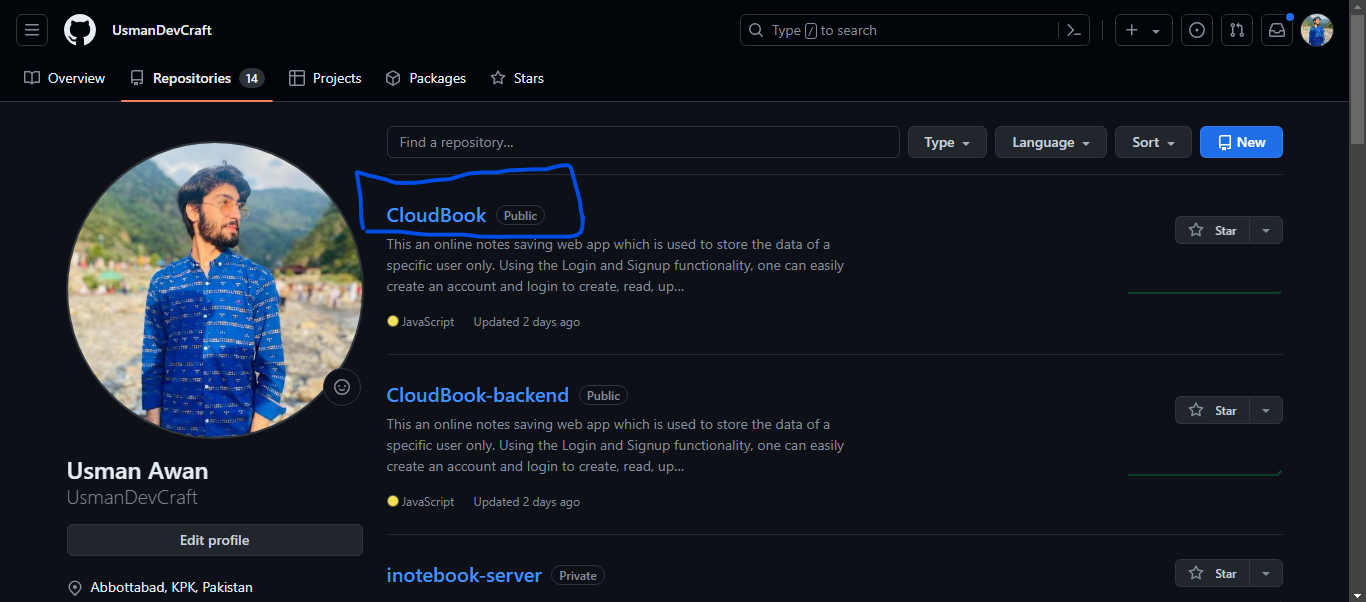 UsmanDevCraft
Type / to search
Overview
Repositories 14
Projects
Packages
Stars
Find a repository...
Type
Language
Sort
New
CloudBook Public
This an online notes saving web app which is used to store the data of a
specific user only. Using the Login and Signup functionality, one can easily
create an account and login to create, read, up...
JavaScript Updated 2 days ago
Star
CloudBook-backend Public
This an online notes saving web app which is used to store the data of a
specific user only. Using the Login and Signup functionality, one can easily
create an account and login to create, read, up...
JavaScript Updated 2 days ago
Star
inotebook-server Private
Star
Usman Awan
UsmanDevCraft
Edit profile
Abbottabad, KPK, Pakistan